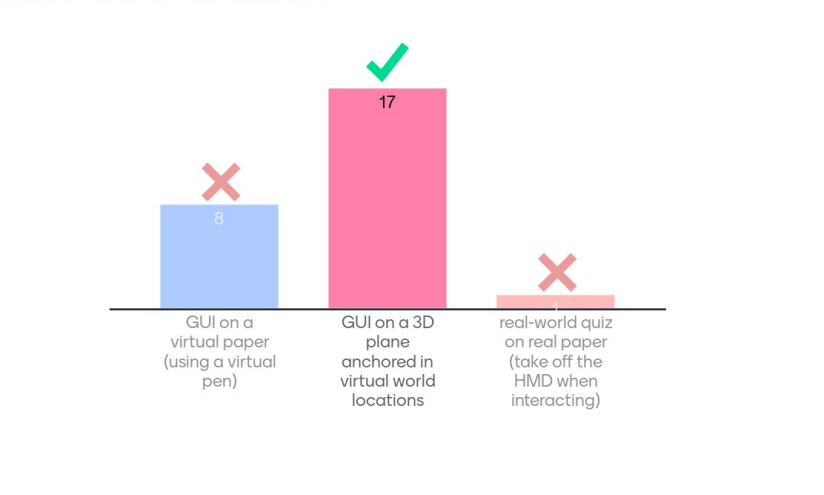 17
8
1
GUI on a
virtual paper
(using a virtual
pen)
GUI on a 3D
plane
anchored in
virtual world
locations
real-world quiz
on real paper
(take off the
HMD when
interacting)